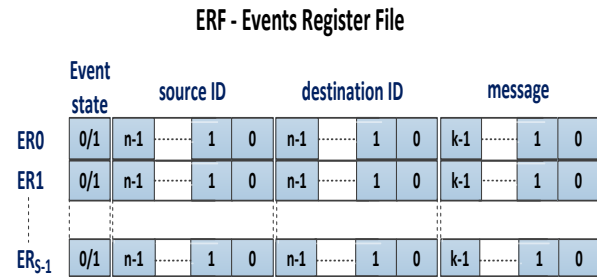 ERF - Events Register File
Event state source ID destination ID message
ER0 0/1 n-1 1 0 n-1 1 0 k-1 1 0
ER1 0/1 n-1 1 0 n-1 1 0 k-1 1 0
ERS-1 0/1 n-1 1 0 n-1 1 0 k-1 1 0